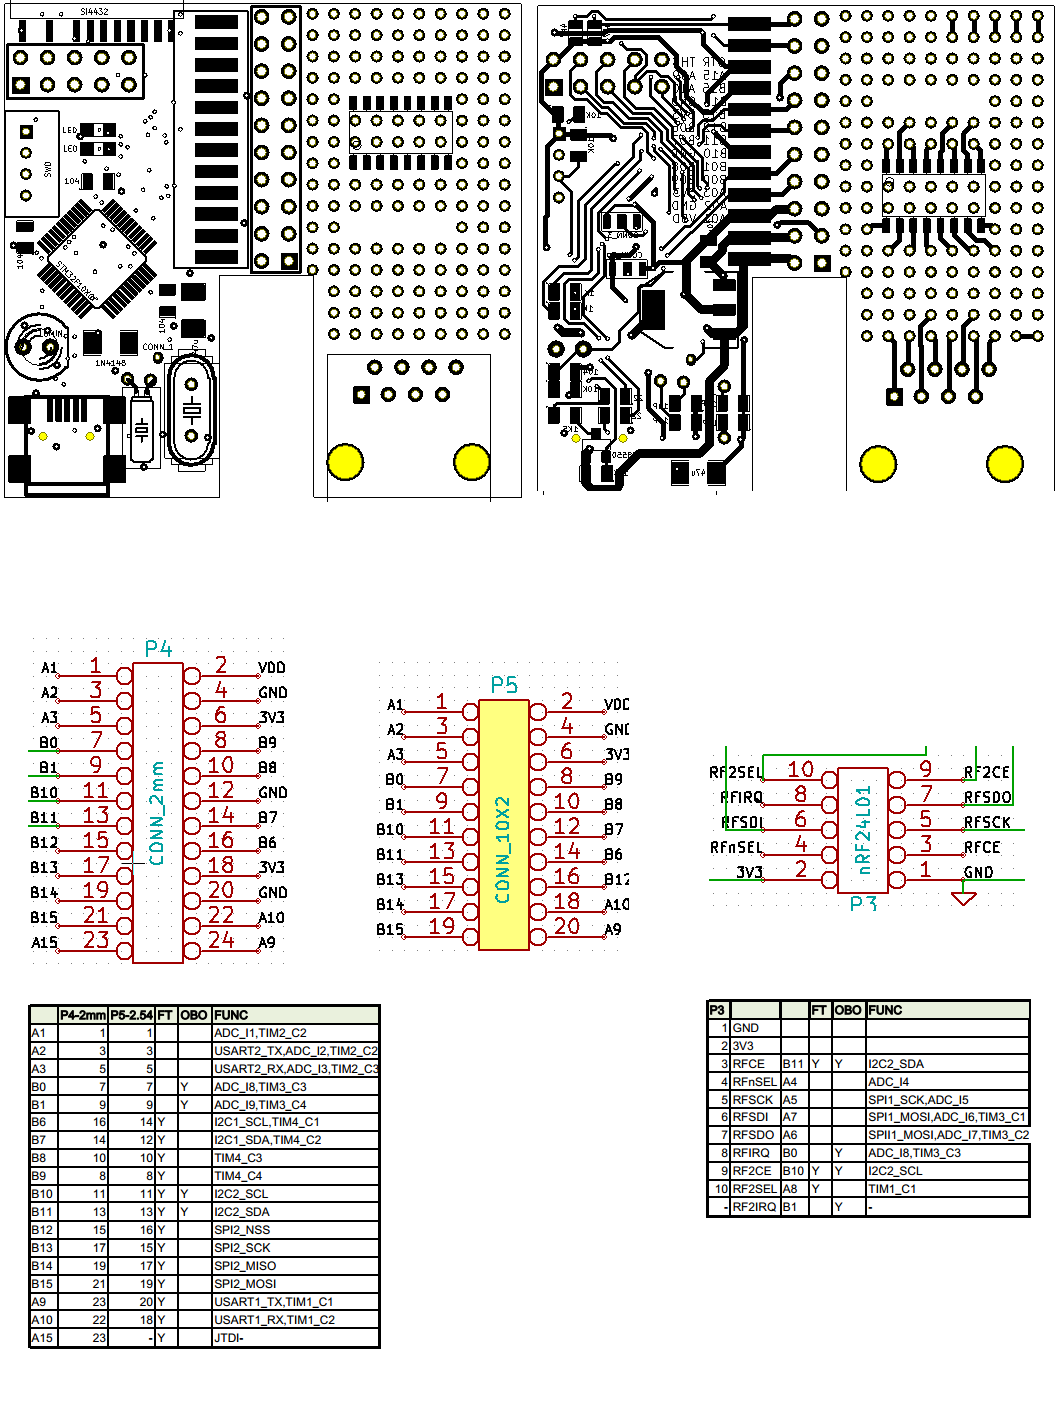 SI4432
LED
LED
SWD
104
104
STM32F10X48
104
1N4148
CONN_1
P4
A1 1 2 VDD
A2 3 4 GND
A3 5 6 3V3
B0 7 8 B9
B1 9 10 B8
B10 11 12 GND
B11 13 14 B7
B12 15 16 B6
B13 17 18 3V3
B14 19 20 GND
B15 21 22 A10
A15 23 24 A9
CONN_2mm
P5
A1 1 2 VDD
A2 3 4 GND
A3 5 6 3V3
B0 7 8 B9
B1 9 10 B8
B10 11 12 B7
B11 13 14 B6
B13 15 16 B12
B14 17 18 A10
B15 19 20 A9
CONN_10X2
RF2SEL 10 9 RF2CE
RFIRQ 8 7 RFSDO
RFSDI 6 5 RFSCK
RFnSEL 4 3 RFCE
3V3 2 1 GND
nRF24L01
P3
P4-2mm P5-2.54 FT OBO FUNC
A1 1 1 ADC_I1,TIM2_C2
A2 3 3 USART2_TX,ADC_I2,TIM2_C2
A3 5 5 USART2_RX,ADC_I3,TIM2_C3
B0 7 7 Y ADC_I8,TIM3_C3
B1 9 9 Y ADC_I9,TIM3_C4
B6 16 14 Y I2C1_SCL,TIM4_C1
B7 14 12 Y I2C1_SDA,TIM4_C2
B8 10 10 Y TIM4_C3
B9 8 8 Y TIM4_C4
B10 11 11 Y Y I2C2_SCL
B11 13 13 Y Y I2C2_SDA
B12 15 16 Y SPI2_NSS
B13 17 15 Y SPI2_SCK
B14 19 17 Y SPI2_MISO
B15 21 19 Y SPI2_MOSI
A9 23 20 Y USART1_TX,TIM1_C1
A10 22 18 Y USART1_RX,TIM1_C2
A15 23 - Y JTDI-
P3 FT OBO FUNC
1 GND
2 3V3
3 RFCE B11 Y Y I2C2_SDA
4 RFnSEL A4 ADC_I4
5 RFSCK A5 SPI1_SCK,ADC_I5
6 RFSDI A7 SPI1_MOSI,ADC_I6,TIM3_C1
7 RFSDO A6 SPII1_MOSI,ADC_I7,TIM3_C2
8 RFIRQ B0 Y ADC_I8,TIM3_C3
9 RF2CE B10 Y Y I2C2_SCL
10 RF2SEL A8 Y TIM1_C1
- RF2IRQ B1 Y -